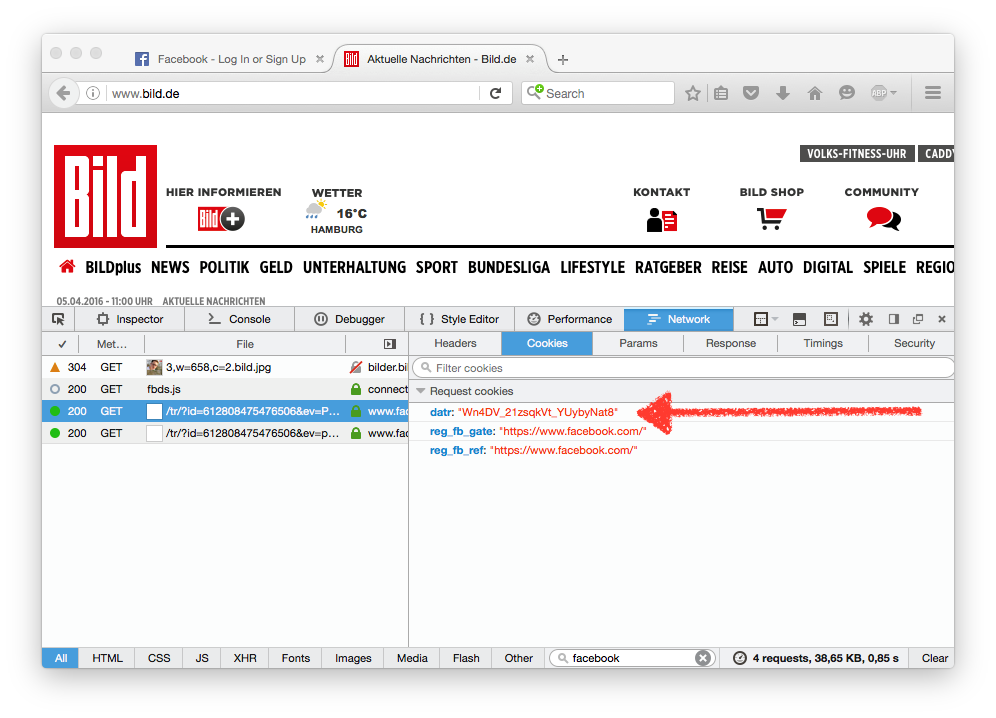 Facebook - Log In or Sign Up
Aktuelle Nachrichten - Bild.de
www.bild.de
Search
ABP
VOLKS-FITNESS-UHR
CADDY
Bild
HIER INFORMIEREN
Bild
WETTER
16°C
HAMBURG
KONTAKT
BILD SHOP
COMMUNITY
BILDplus NEWS POLITIK GELD UNTERHALTUNG SPORT BUNDESLIGA LIFESTYLE RATGEBER REISE AUTO DIGITAL SPIELE REGIO
05.04.2016 - 11:00 UHR AKTUELLE NACHRICHTEN
Inspector Console Debugger { } Style Editor Performance Network
✓ Met… File
Headers Cookies Params Response Timings Security
304 GET 3,w=658,c=2.bild.jpg bilder.bi
200 GET fbds.js connect
200 GET /tr/?id=612808475476506&ev=P… www.fac
200 GET /tr/?id=612808475476506&ev=p… www.fac
Filter cookies
Request cookies
datr: "Wn4DV_21zsqkVt_YUybyNat8"
reg_fb_gate: "https://www.facebook.com/"
reg_fb_ref: "https://www.facebook.com/"
All HTML CSS JS XHR Fonts Images Media Flash Other facebook 4 requests, 38,65 KB, 0,85 s Clear